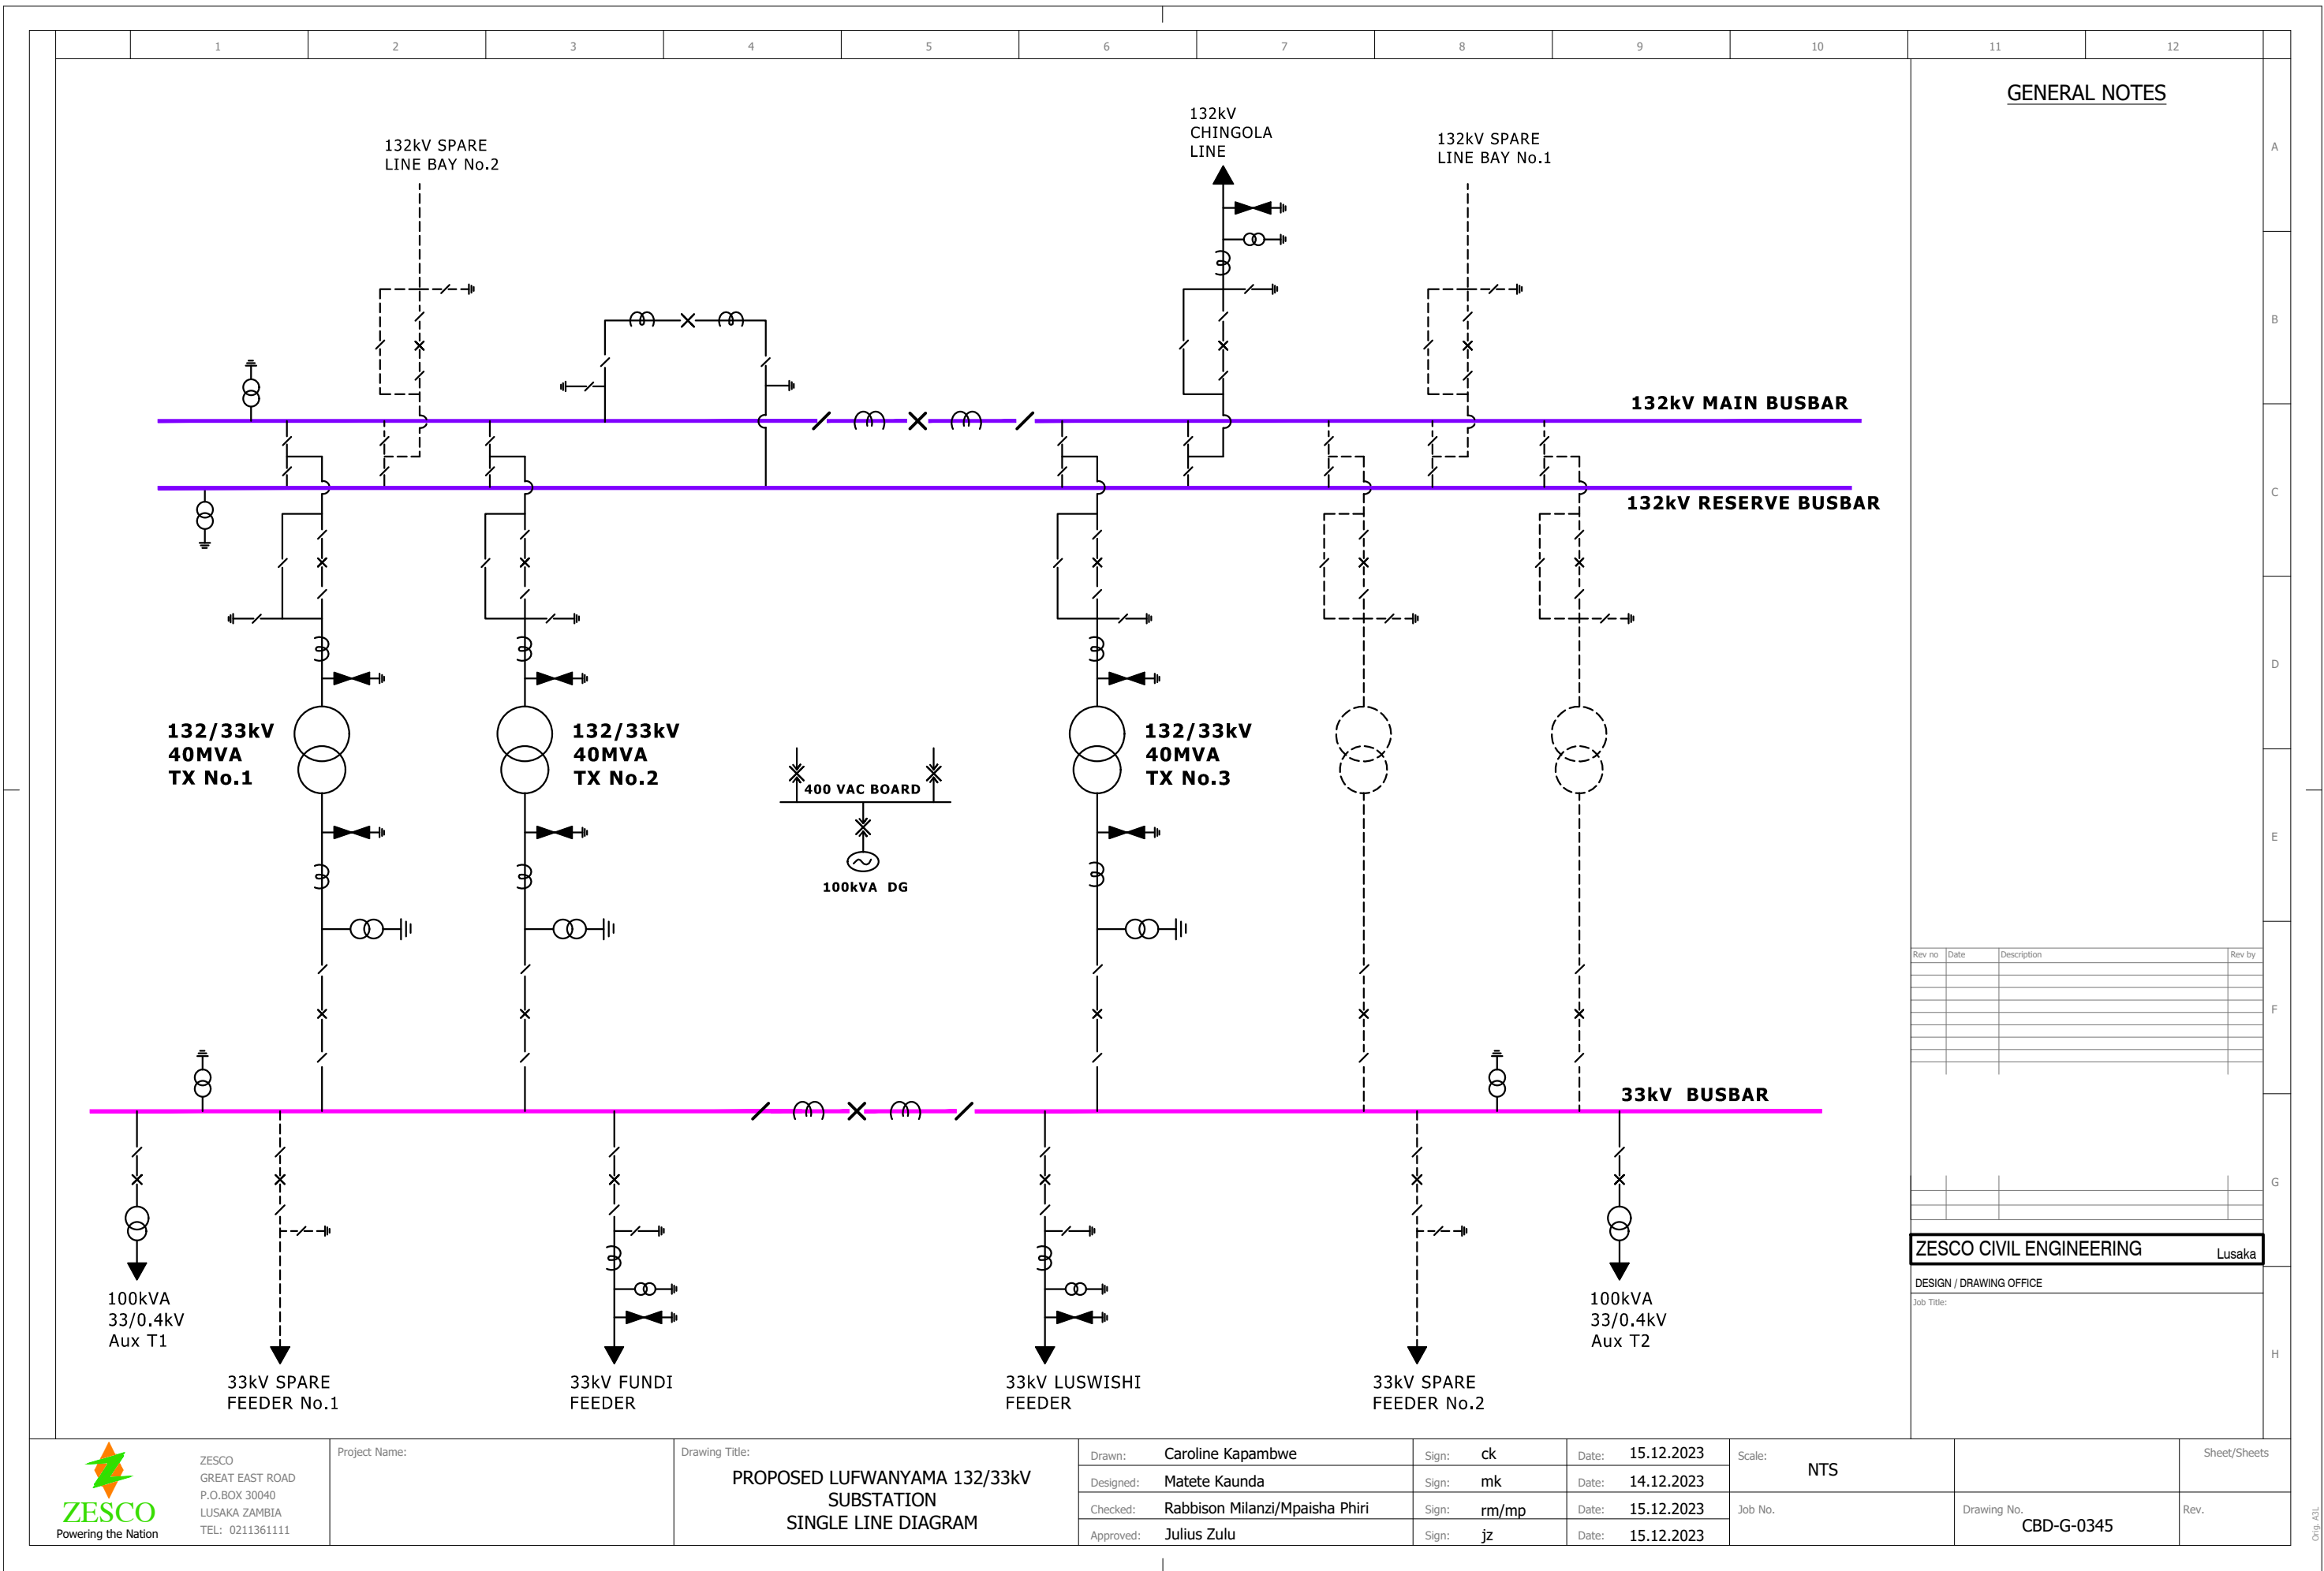 1 2 3 4 5 6 7 8 9 10 11 12
GENERAL NOTES
132kV SPARE
LINE BAY No.2
132kV
CHINGOLA
LINE
132kV SPARE
LINE BAY No.1
A
B
C
D
E
F
G
H
132kV MAIN BUSBAR
132kV RESERVE BUSBAR
132/33kV
40MVA
TX No.1
132/33kV
40MVA
TX No.2
400 VAC BOARD
100kVA DG
132/33kV
40MVA
TX No.3
33kV BUSBAR
100kVA
33/0.4kV
Aux T1
33kV SPARE
FEEDER No.1
33kV FUNDI
FEEDER
33kV LUSWISHI
FEEDER
33kV SPARE
FEEDER No.2
100kVA
33/0.4kV
Aux T2
Rev no Date Description Rev by
ZESCO CIVIL ENGINEERING Lusaka
DESIGN / DRAWING OFFICE
Job Title:
ZESCO
Powering the Nation
ZESCO
GREAT EAST ROAD
P.O.BOX 30040
LUSAKA ZAMBIA
TEL: 0211361111
Project Name:
Drawing Title:
PROPOSED LUFWANYAMA 132/33kV
SUBSTATION
SINGLE LINE DIAGRAM
Drawn: Caroline Kapambwe Sign: ck Date: 15.12.2023
Designed: Matete Kaunda Sign: mk Date: 14.12.2023
Checked: Rabbison Milanzi/Mpaisha Phiri Sign: rm/mp Date: 15.12.2023
Approved: Julius Zulu Sign: jz Date: 15.12.2023
Scale:
NTS
Sheet/Sheets
Job No.
Drawing No.
CBD-G-0345
Rev.
Orig. A3L